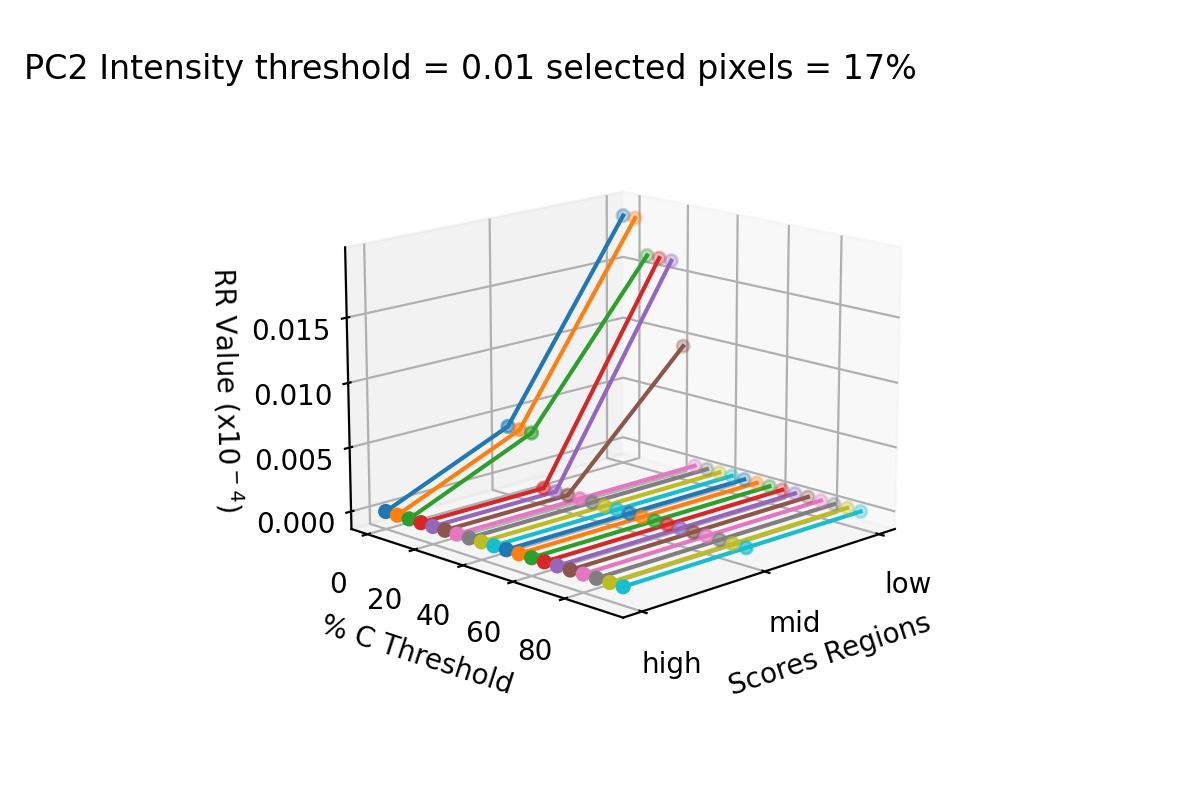 PC2 Intensity threshold = 0.01 selected pixels = 17%
RR Value (x10⁻⁴)
0.015
0.010
0.005
0.000
0
20
40
60
80
% C Threshold
high
mid
low
Scores Regions